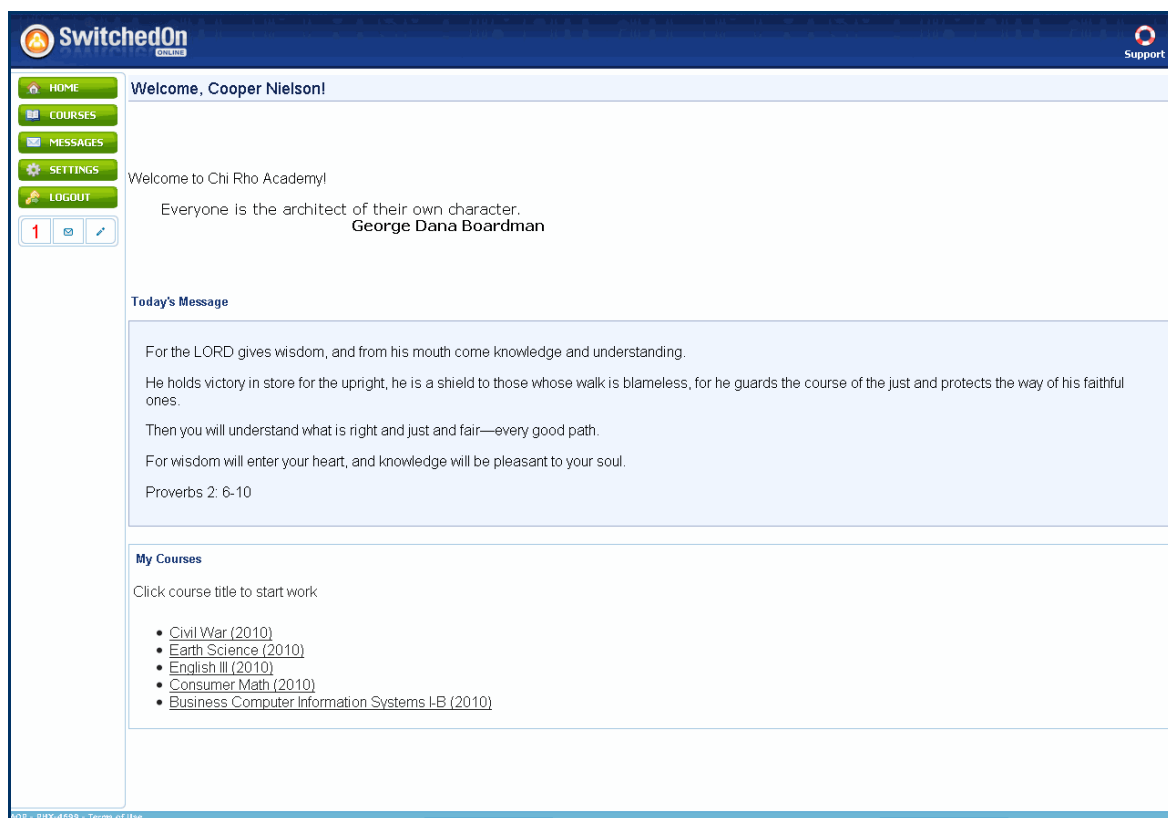 SwitchedOn
ONLINE
Support
HOME
COURSES
MESSAGES
SETTINGS
LOGOUT
1
Welcome, Cooper Nielson!
Welcome to Chi Rho Academy!
Everyone is the architect of their own character.
George Dana Boardman
Today's Message
For the LORD gives wisdom, and from his mouth come knowledge and understanding.
He holds victory in store for the upright, he is a shield to those whose walk is blameless, for he guards the course of the just and protects the way of his faithful
ones.
Then you will understand what is right and just and fair—every good path.
For wisdom will enter your heart, and knowledge will be pleasant to your soul.
Proverbs 2: 6-10
My Courses
Click course title to start work
Civil War (2010)
Earth Science (2010)
English III (2010)
Consumer Math (2010)
Business Computer Information Systems I-B (2010)
Terms of Use